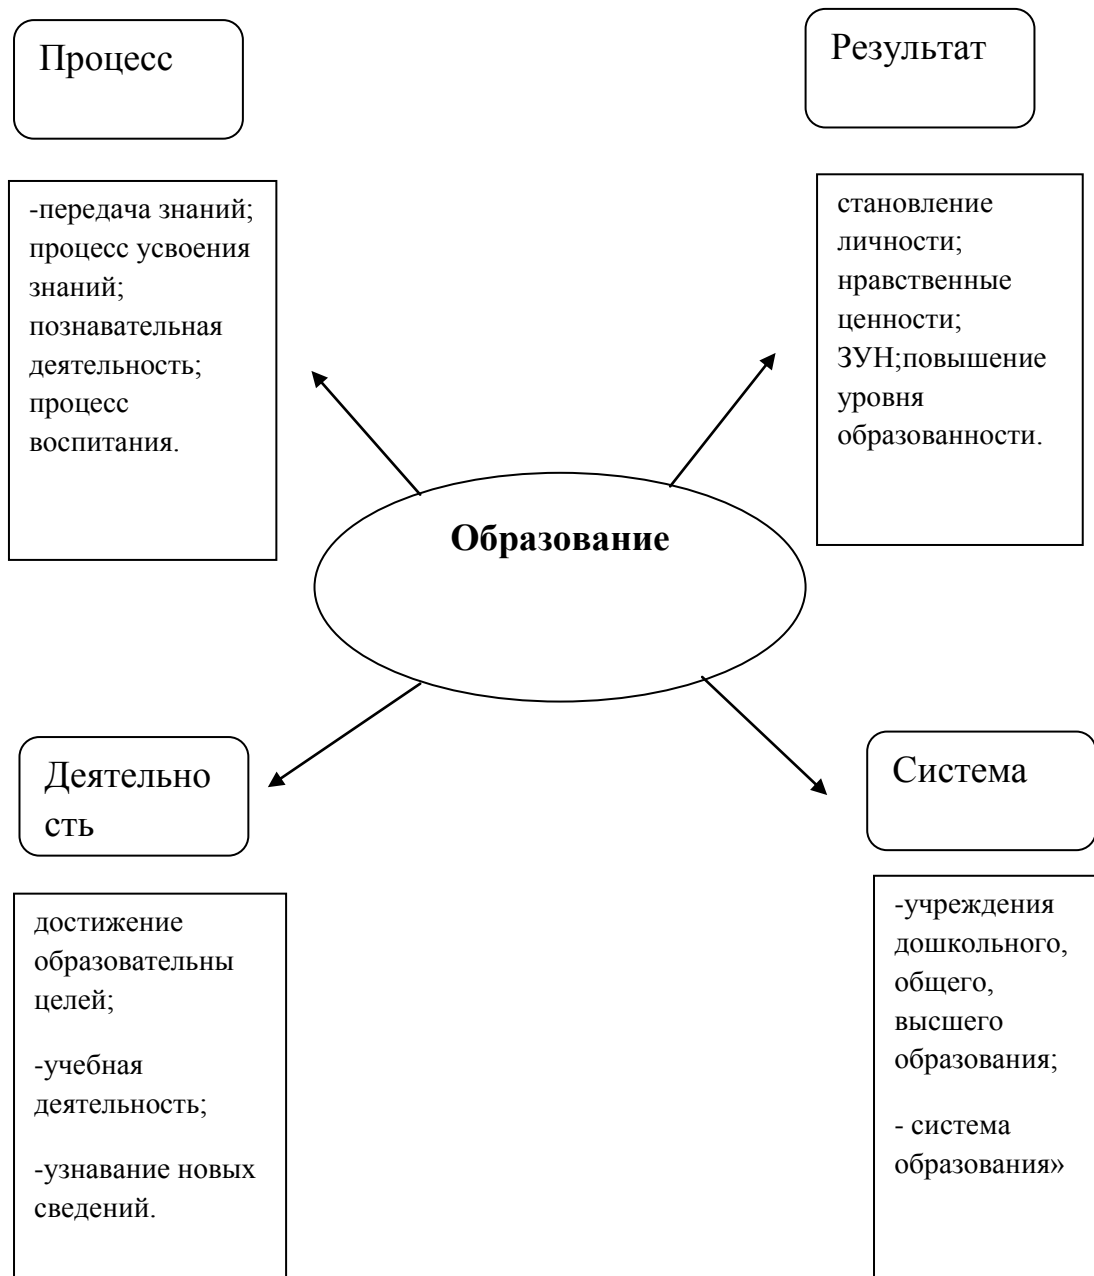 Процесс
-передача знаний;
процесс усвоения
знаний;
познавательная
деятельность;
процесс
воспитания.
Результат
становление
личности;
нравственные
ценности;
ЗУН;повышение
уровня
образованности.
Образование
Деятельно
сть
достижение
образовательны
целей;
-учебная
деятельность;
-узнавание новых
сведений.
Система
-учреждения
дошкольного,
общего,
высшего
образования;
- система
образования»